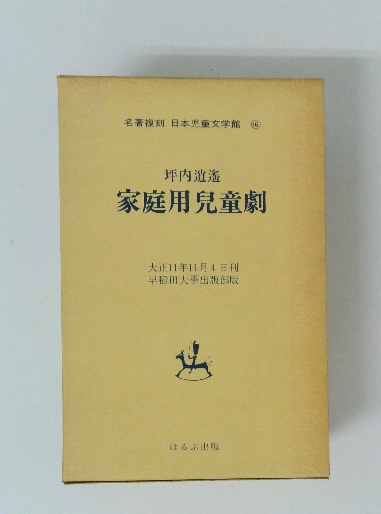 名著複刻 日本児童文学館 ⑯
坪内逍遙
家庭用兒童劇
大正11年11月4日刊
早稲田大學出版部版
ほるぷ出版